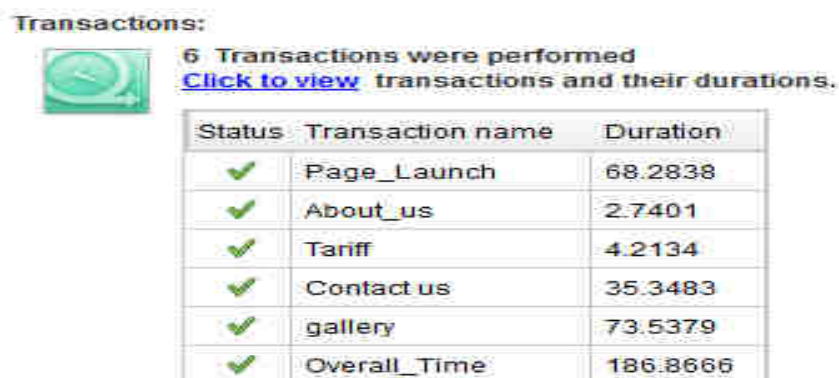 Transactions:
6 Transactions were performed
Click to view transactions and their durations.
Status Transaction name Duration
Page_Launch 68.2838
About_us 2.7401
Tariff 4.2134
Contact us 35.3483
gallery 73.5379
Overall_Time 186.8666